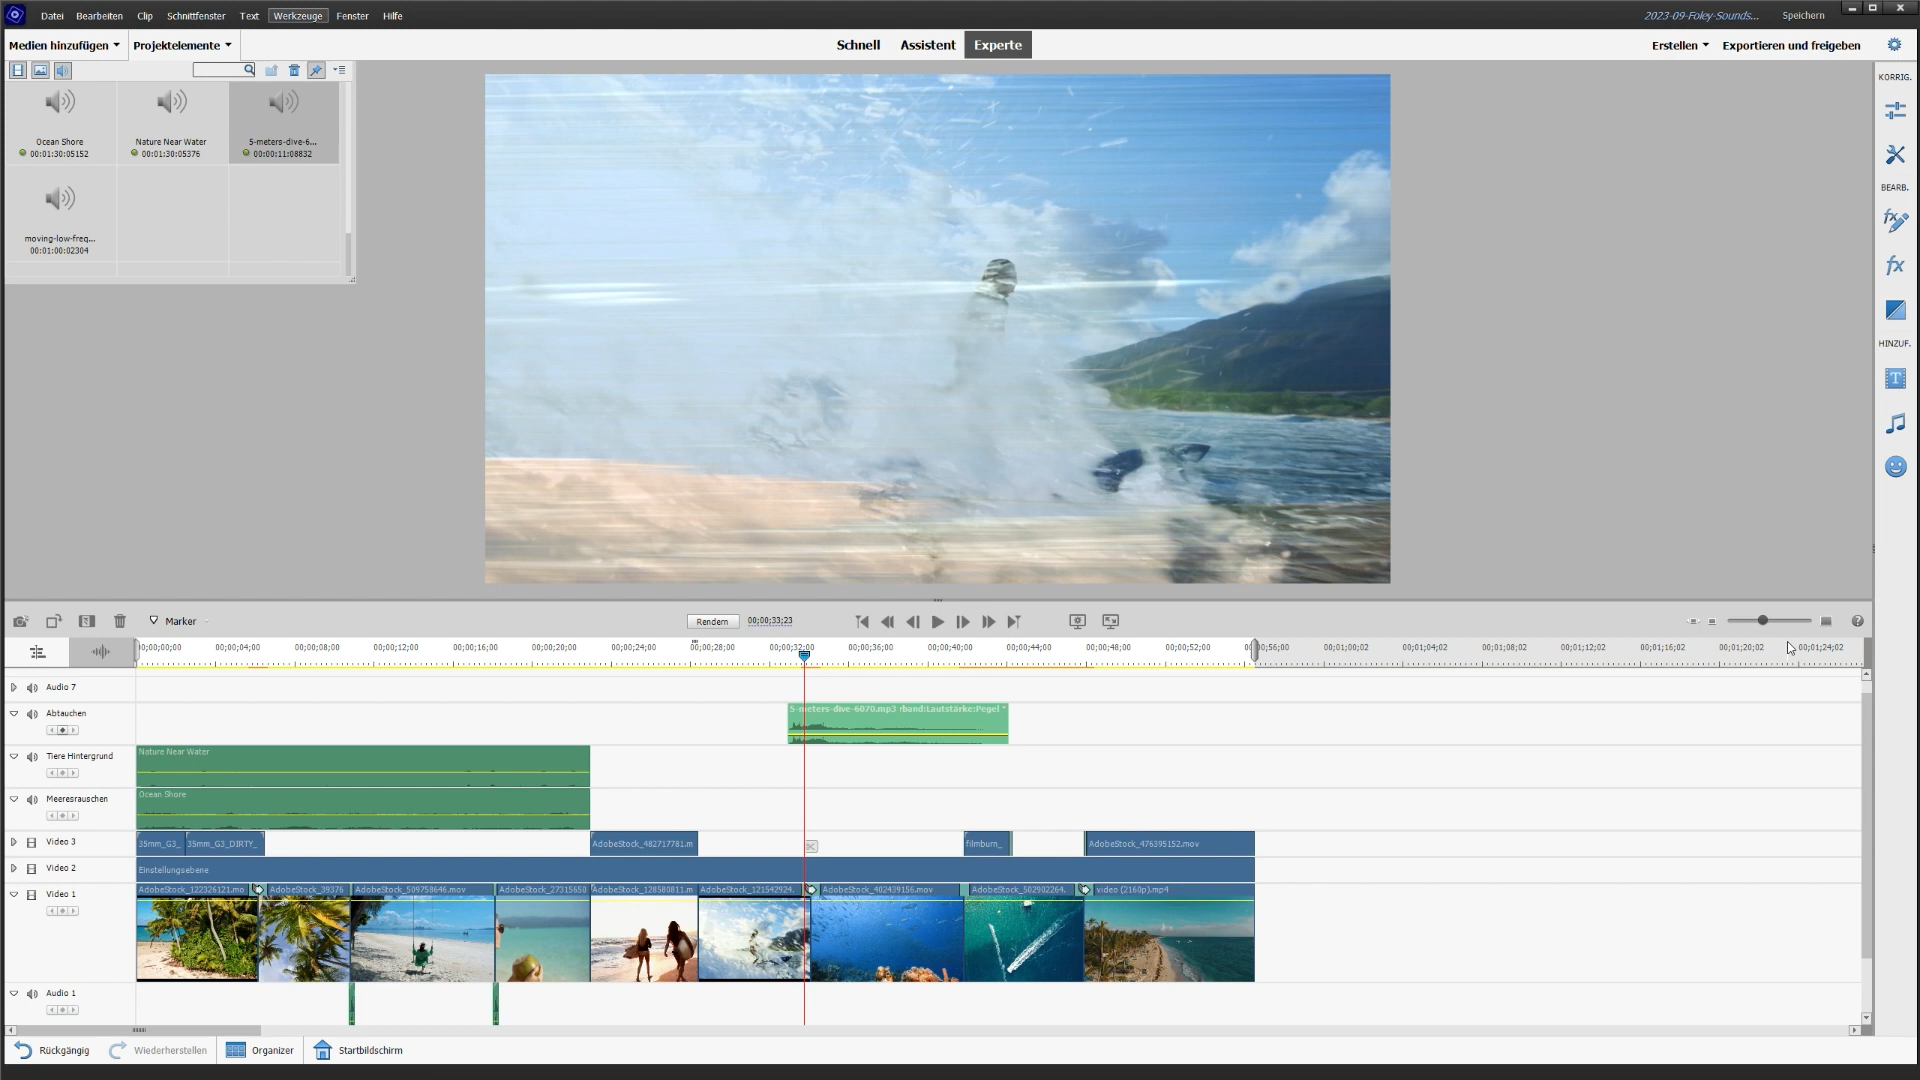 Datei Bearbeiten Clip Schnittfenster Text Werkzeuge Fenster Hilfe
2023-09-Foley-Sounds... Speichern
Medien hinzufügen Projektelemente
Schnell Assistent Experte
Erstellen Exportieren und freigeben
KORRIG.
BEARB.
HINZUF.
Ocean Shore
00:01:30:05152
Nature Near Water
00:01:30:05376
5-meters-dive-6...
00:00:11:08832
moving-low-freq...
00:01:00:02304
Marker
Rendern 00;00;33;23
00;00;00;00 00;00;04;00 00;00;08;00 00;00;12;00 00;00;16;00 00;00;20;00 00;00;24;00 00;00;28;00 00;00;32;00 00;00;36;00 00;00;40;00 00;00;44;00 00;00;48;00 00;00;52;00 00;00;56;00 00;01;00;02 00;01;04;02 00;01;08;02 00;01;12;02 00;01;16;02 00;01;20;02 00;01;24;02
Audio 7
Abtauchen
5-meters-dive-6070.mp3 rband:Lautstärke:Pegel
Tiere Hintergrund
Nature Near Water
Meeresrauschen
Ocean Shore
Video 3
35mm_G3_ 35mm_G3_DIRTY_ AdobeStock_482717781.m filmburn_ AdobeStock_476395152.mov
Video 2
Einstellungsebene
Video 1
AdobeStock_122326121.mo AdobeStock_39376 AdobeStock_509758646.mov AdobeStock_27315650 AdobeStock_128580811.m AdobeStock_121542924. AdobeStock_402439156.mov AdobeStock_502902264. video (2160p).mp4
Audio 1
Rückgängig Wiederherstellen Organizer Startbildschirm